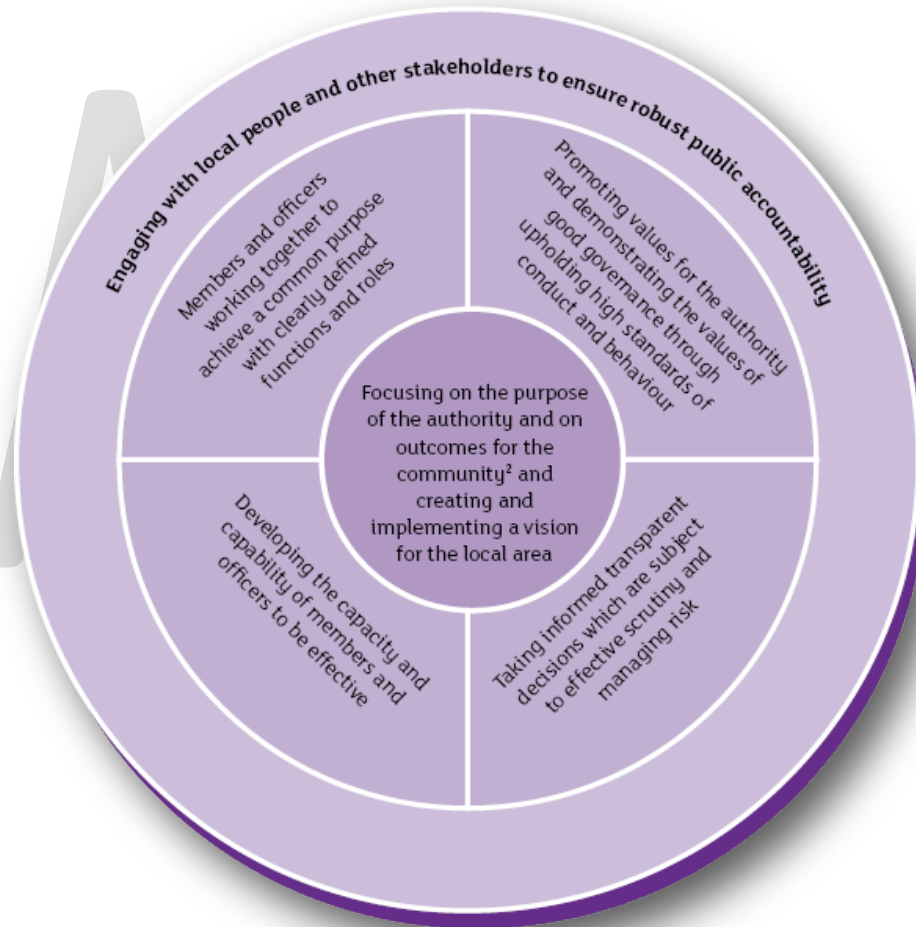 Engaging with local people and other stakeholders to ensure robust public accountability
Members and officers
working together to
achieve a common purpose
with clearly defined
functions and roles
Promoting values for the authority
and demonstrating the values of
good governance through
upholding high standards of
conduct and behaviour
Focusing on the purpose
of the authority and on
outcomes for the
community² and
creating and
implementing a vision
for the local area
Developing the capacity and
capability of members and
officers to be effective
Taking informed transparent
decisions which are subject
to effective scrutiny and
managing risk